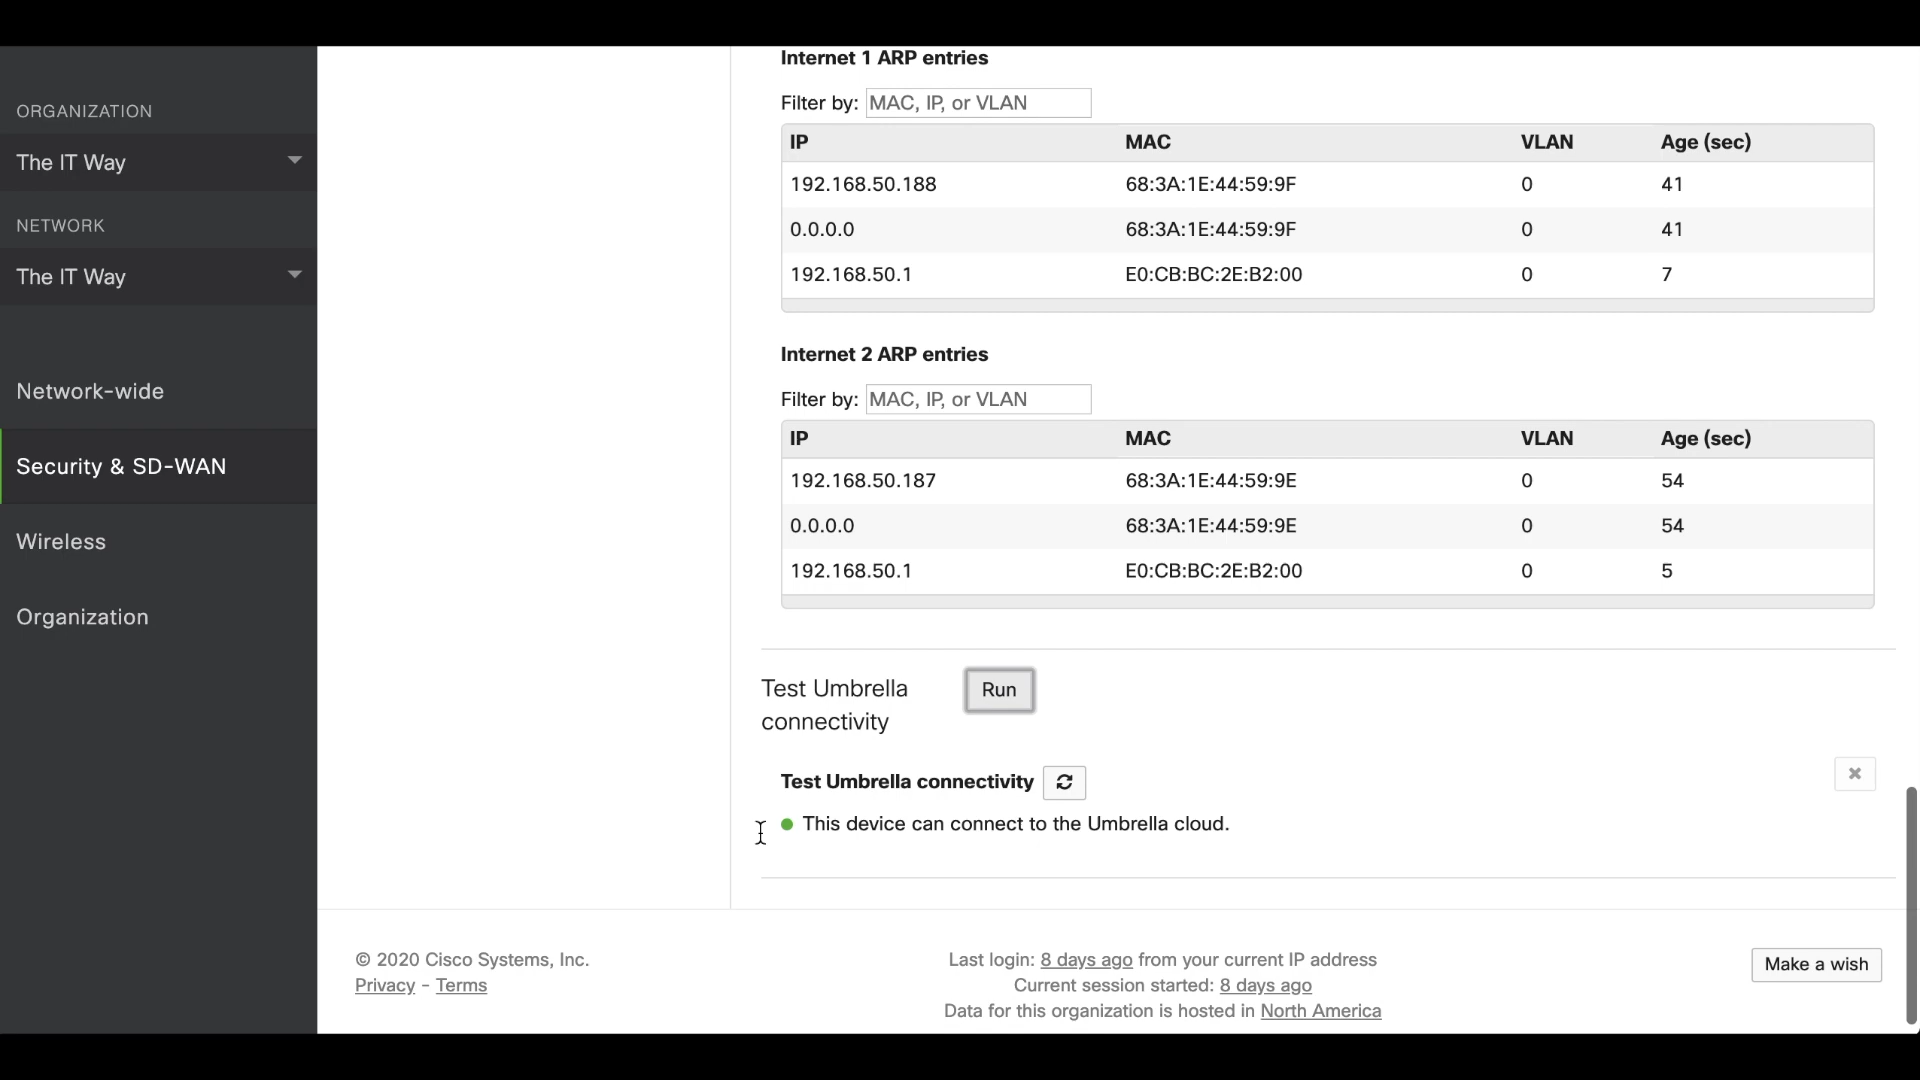 ORGANIZATION
The IT Way
NETWORK
The IT Way
Network-wide
Security & SD-WAN
Wireless
Organization
Internet 1 ARP entries
Filter by: MAC, IP, or VLAN
IP MAC VLAN Age (sec)
192.168.50.188 68:3A:1E:44:59:9F 0 41
0.0.0.0 68:3A:1E:44:59:9F 0 41
192.168.50.1 E0:CB:BC:2E:B2:00 0 7
Internet 2 ARP entries
Filter by: MAC, IP, or VLAN
IP MAC VLAN Age (sec)
192.168.50.187 68:3A:1E:44:59:9E 0 54
0.0.0.0 68:3A:1E:44:59:9E 0 54
192.168.50.1 E0:CB:BC:2E:B2:00 0 5
Test Umbrella
connectivity
Run
Test Umbrella connectivity
This device can connect to the Umbrella cloud.
© 2020 Cisco Systems, Inc.
Privacy - Terms
Last login: 8 days ago from your current IP address
Current session started: 8 days ago
Data for this organization is hosted in North America
Make a wish